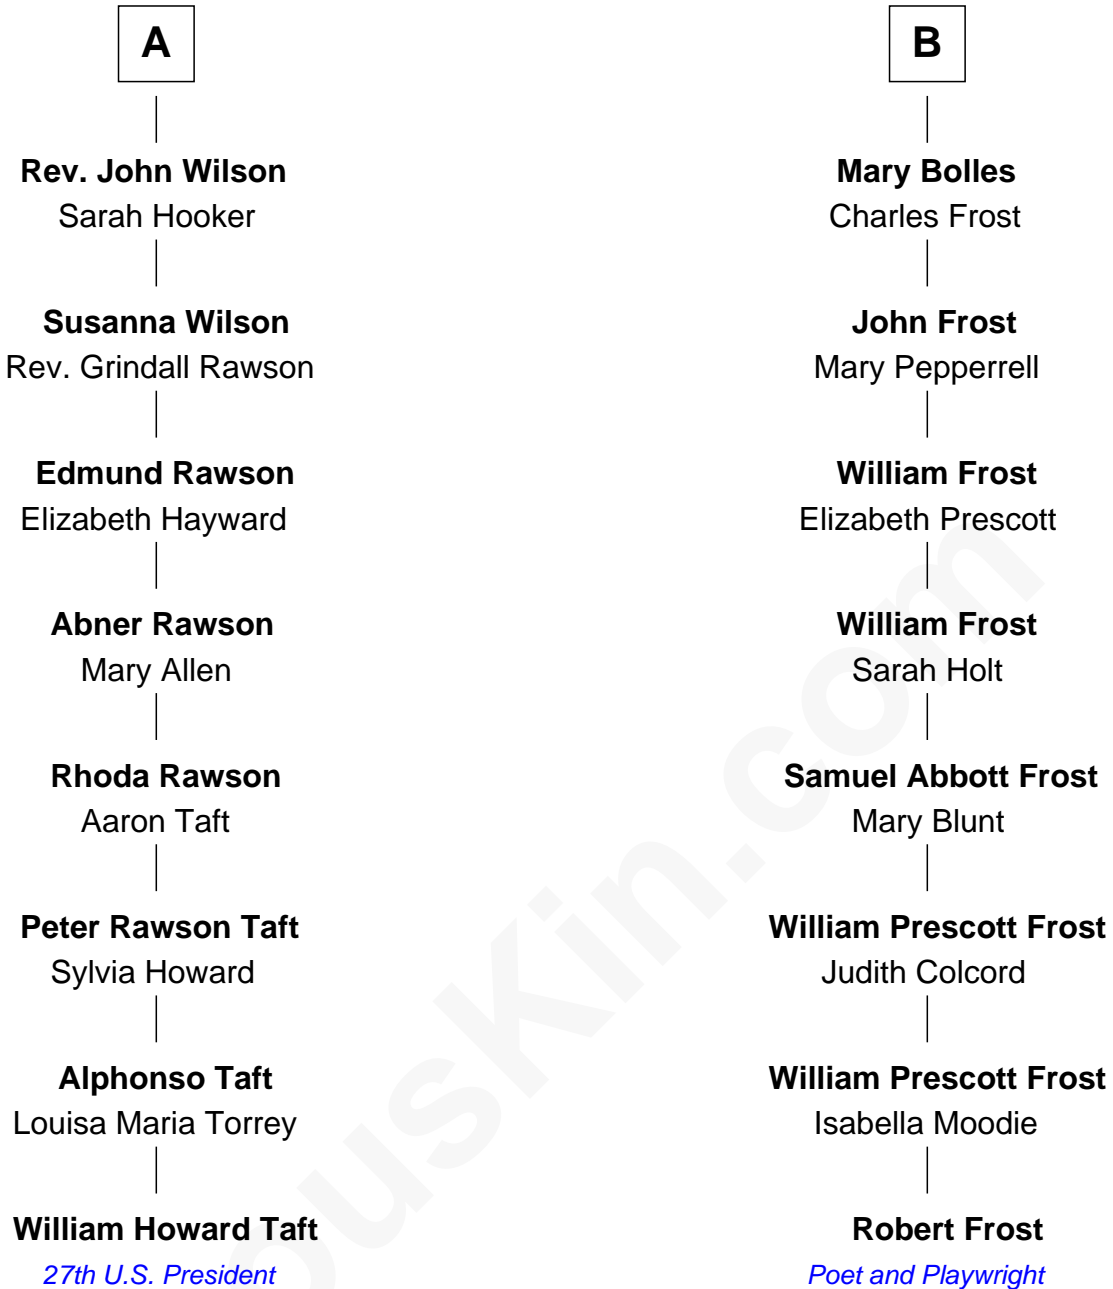 A
Rev. John Wilson
Sarah Hooker
Susanna Wilson
Rev. Grindall Rawson
Edmund Rawson
Elizabeth Hayward
Abner Rawson
Mary Allen
Rhoda Rawson
Aaron Taft
Peter Rawson Taft
Sylvia Howard
Alphonso Taft
Louisa Maria Torrey
William Howard Taft
27th U.S. President
B
Mary Bolles
Charles Frost
John Frost
Mary Pepperrell
William Frost
Elizabeth Prescott
William Frost
Sarah Holt
Samuel Abbott Frost
Mary Blunt
William Prescott Frost
Judith Colcord
William Prescott Frost
Isabella Moodie
Robert Frost
Poet and Playwright
ousKin.com